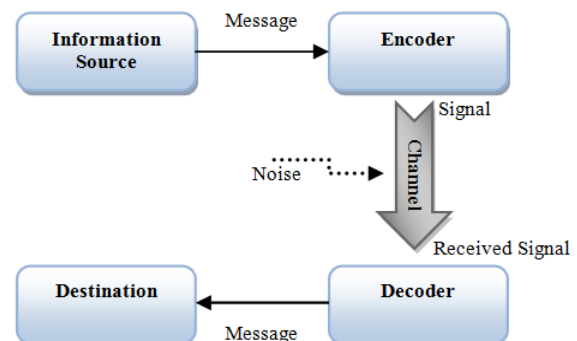 Message
Information
Source
Encoder
Signal
Channel
Noise
Received Signal
Destination
Decoder
Message